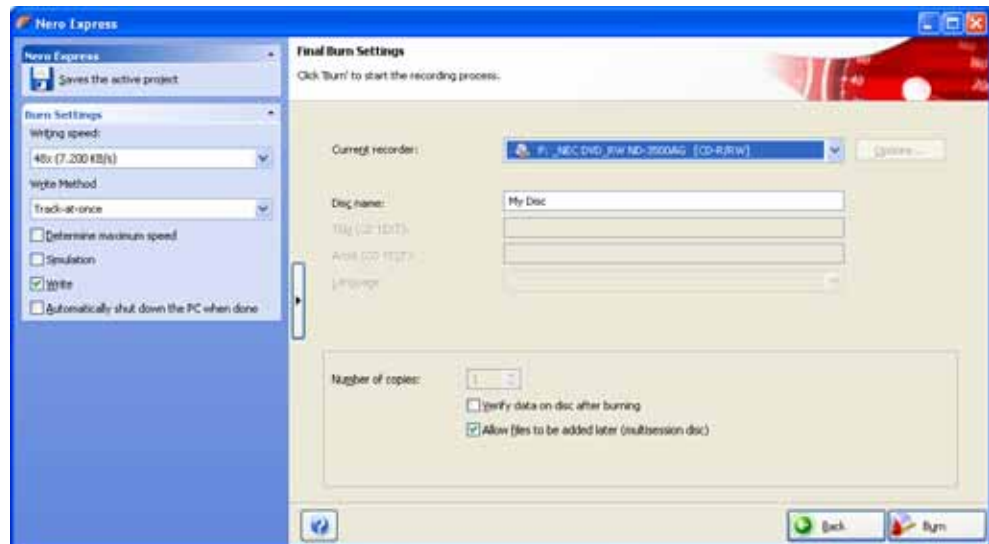 Nero Express
Nero Express
Saves the active project
Burn Settings
Writing speed:
48x (7.200 KB/s)
Write Method
Track-at-once
Determine maximum speed
Simulation
Write
Automatically shut down the PC when done
Final Burn Settings
Click 'Burn' to start the recording process.
Current recorder:
F: _NEC DVD_RW ND-3500AG [CD-R/RW]
Options...
Disc name:
My Disc
Title (CD TEXT):
Artist (CD TEXT):
Language
Number of copies:
1
Verify data on disc after burning
Allow files to be added later (multisession disc)
Back
Burn